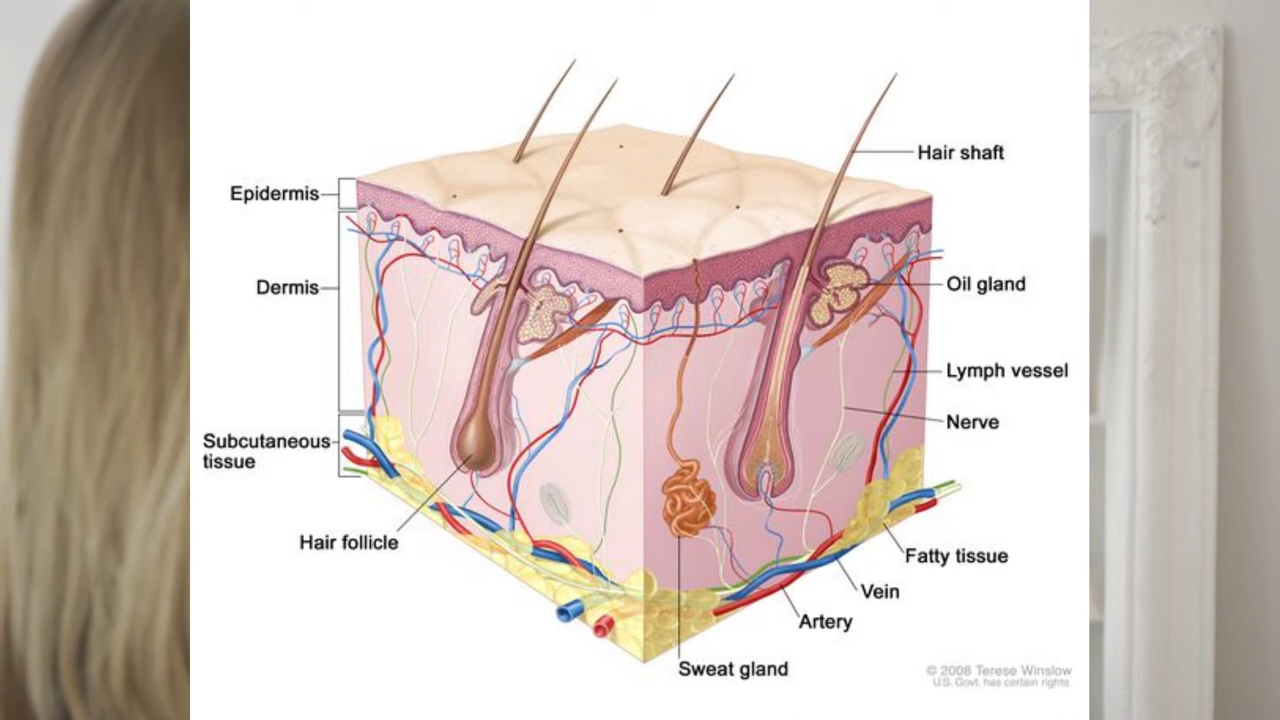 Hair shaft
Epidermis
Dermis
Oil gland
Lymph vessel
Nerve
Subcutaneous
tissue
Hair follicle
Fatty tissue
Vein
Artery
Sweat gland
© 2008 Terese Winslow
U.S. Govt. has certain rights